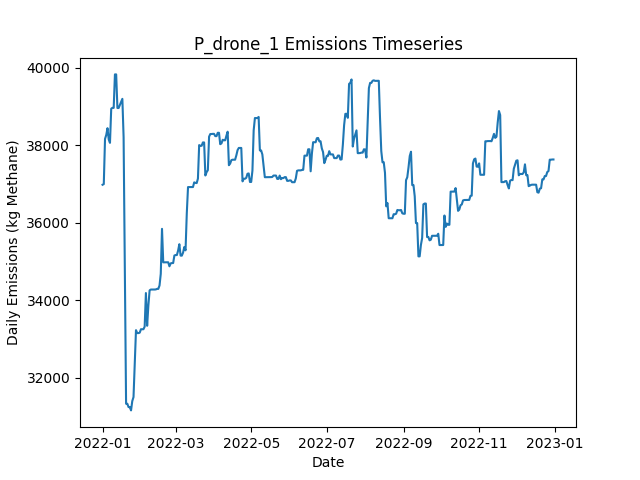 P_drone_1 Emissions Timeseries
40000
38000
36000
34000
32000
Daily Emissions (kg Methane)
2022-01 2022-03 2022-05 2022-07 2022-09 2022-11 2023-01
Date